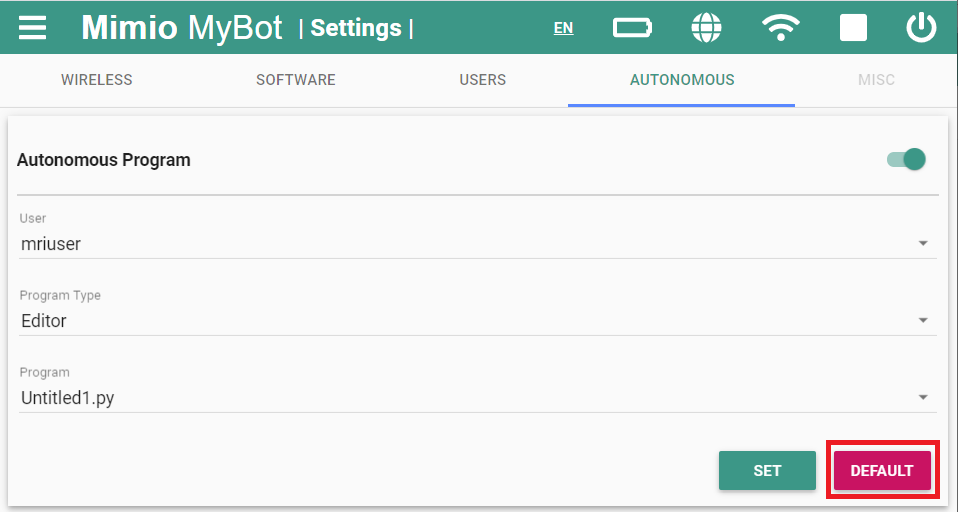 Mimio MyBot | Settings | EN
WIRELESS SOFTWARE USERS AUTONOMOUS MISC
Autonomous Program
User
mriuser
Program Type
Editor
Program
Untitled1.py
SET DEFAULT